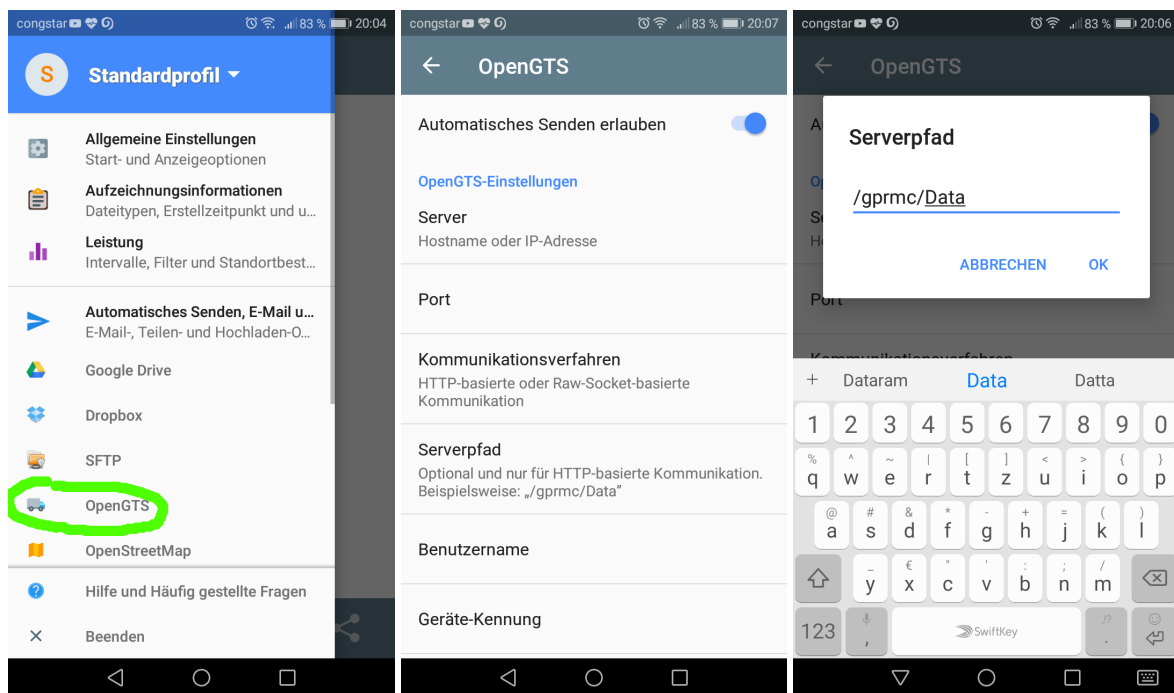 congstar 83 % 20:04
S Standardprofil
Allgemeine Einstellungen
Start- und Anzeigeoptionen
Aufzeichnungsinformationen
Dateitypen, Erstellzeitpunkt und u...
Leistung
Intervalle, Filter und Standortbest...
Automatisches Senden, E-Mail u...
E-Mail-, Teilen- und Hochladen-O...
Google Drive
Dropbox
SFTP
OpenGTS
OpenStreetMap
? Hilfe und Häufig gestellte Fragen
Beenden
congstar 83 % 20:07
OpenGTS
Automatisches Senden erlauben
OpenGTS-Einstellungen
Server
Hostname oder IP-Adresse
Port
Kommunikationsverfahren
HTTP-basierte oder Raw-Socket-basierte
Kommunikation
Serverpfad
Optional und nur für HTTP-basierte Kommunikation.
Beispielsweise: „/gprmc/Data”
Benutzername
Geräte-Kennung
congstar 83 % 20:06
OpenGTS
A
Serverpfad
Op
/gprmc/Data
Se
H
ABBRECHEN OK
Port
Kommunikationsverfahren
+ Dataram Data Datta
1 2 3 4 5 6 7 8 9 0
% ^ ~ | [ ] < > { }
q w e r t z u i o p
@ # & * - + = ( )
a s d f g h j k l
_ € " ' : ; /
y x c v b n m
!?
123 , SwiftKey .